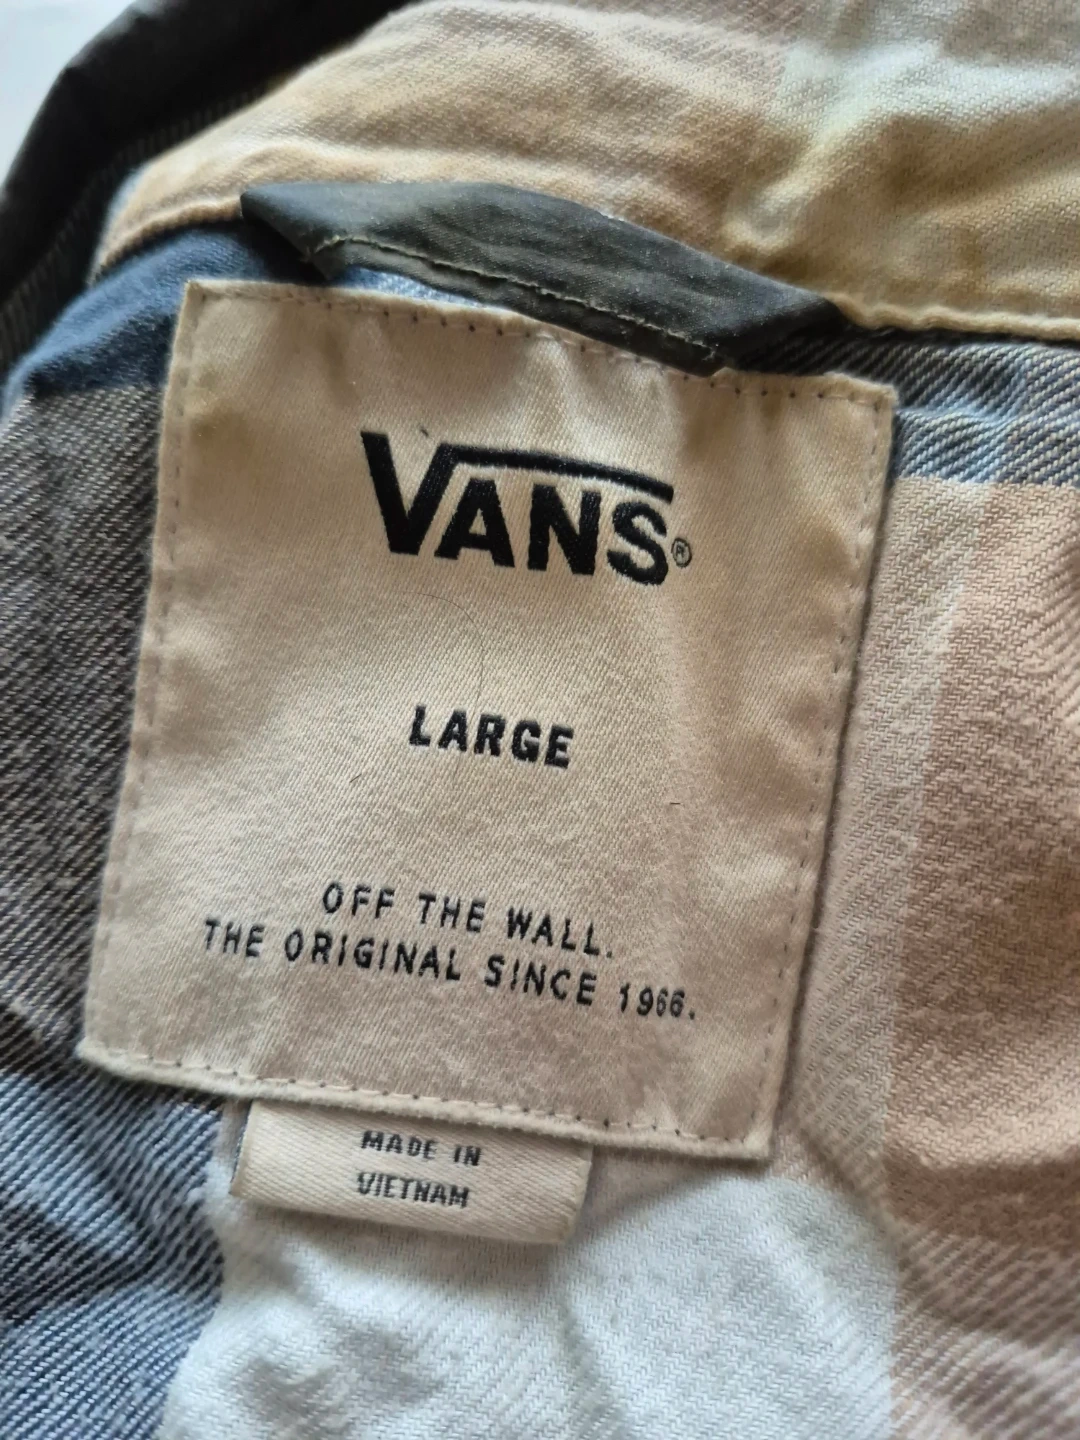 VANS®
LARGE
OFF THE WALL.
THE ORIGINAL SINCE 1966.
MADE IN
VIETNAM